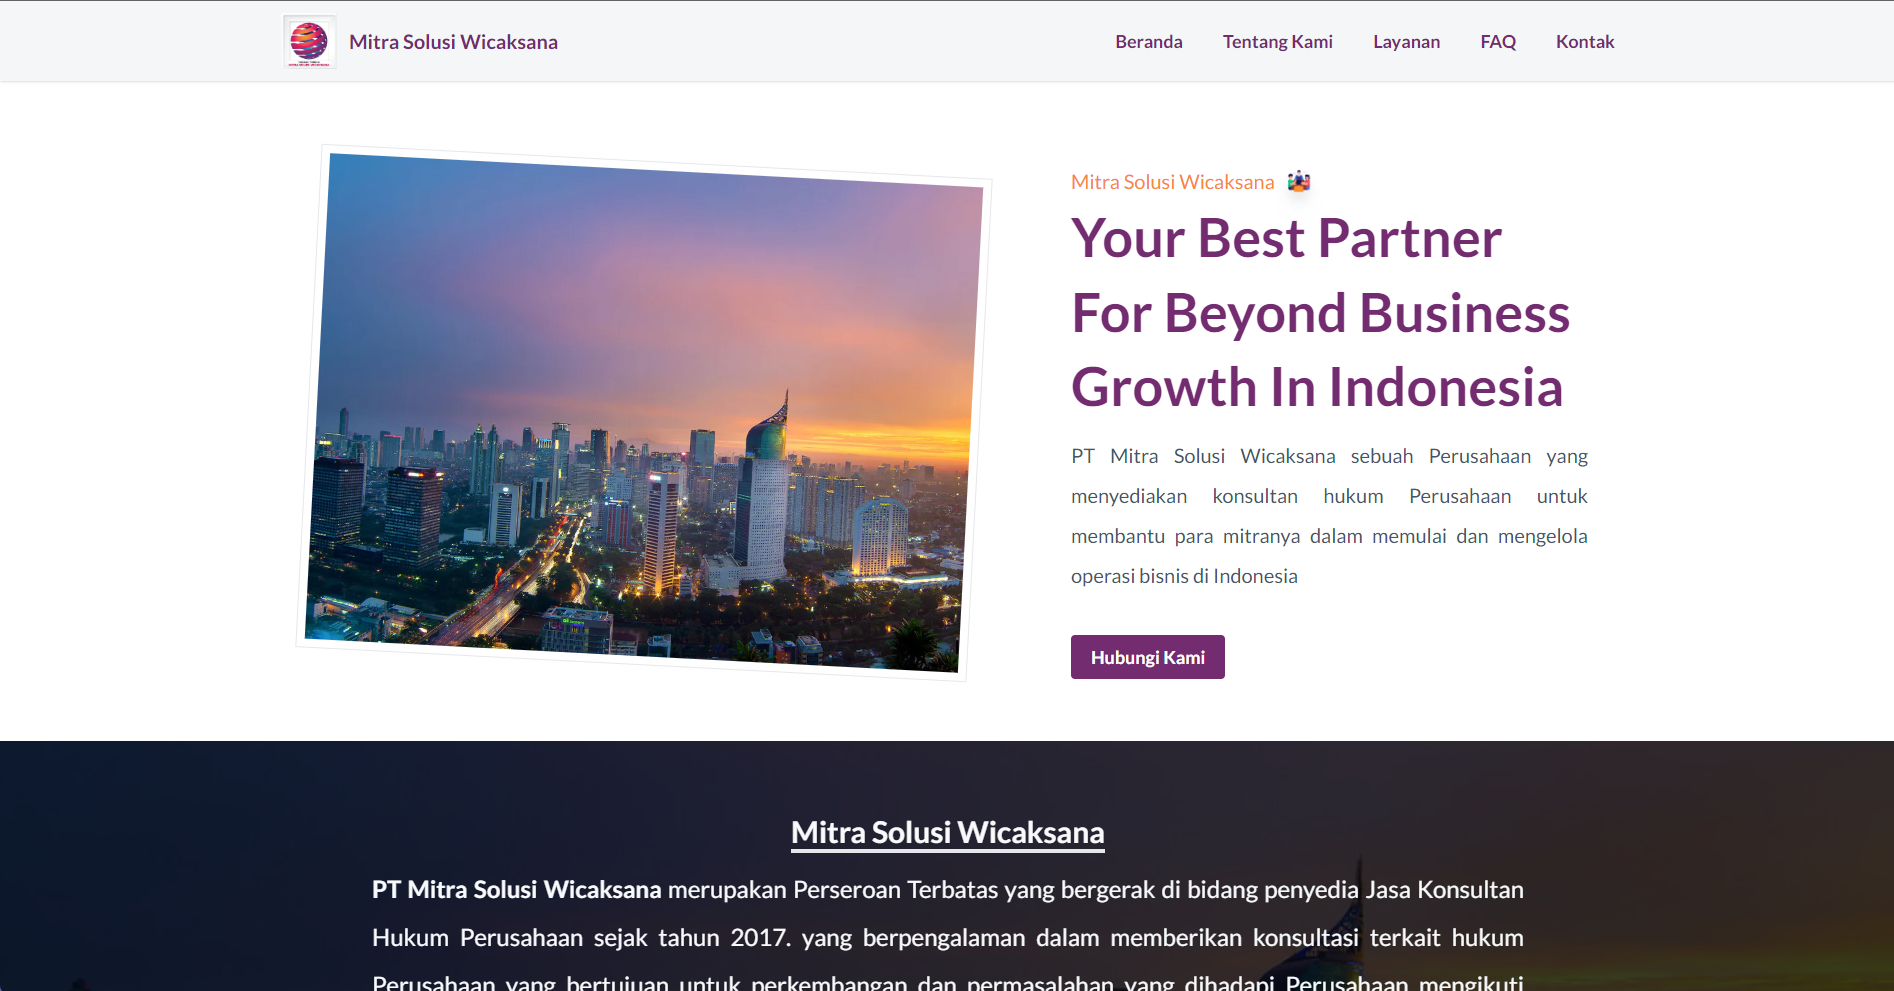 Mitra Solusi Wicaksana
Beranda Tentang Kami Layanan FAQ Kontak
Mitra Solusi Wicaksana
Your Best Partner
For Beyond Business
Growth In Indonesia
PT Mitra Solusi Wicaksana sebuah Perusahaan yang
menyediakan konsultan hukum Perusahaan untuk
membantu para mitranya dalam memulai dan mengelola
operasi bisnis di Indonesia
Hubungi Kami
Mitra Solusi Wicaksana
PT Mitra Solusi Wicaksana merupakan Perseroan Terbatas yang bergerak di bidang penyedia Jasa Konsultan
Hukum Perusahaan sejak tahun 2017. yang berpengalaman dalam memberikan konsultasi terkait hukum
Perusahaan yang bertujuan untuk perkembangan dan permasalahan yang dihadapi Perusahaan mengikuti